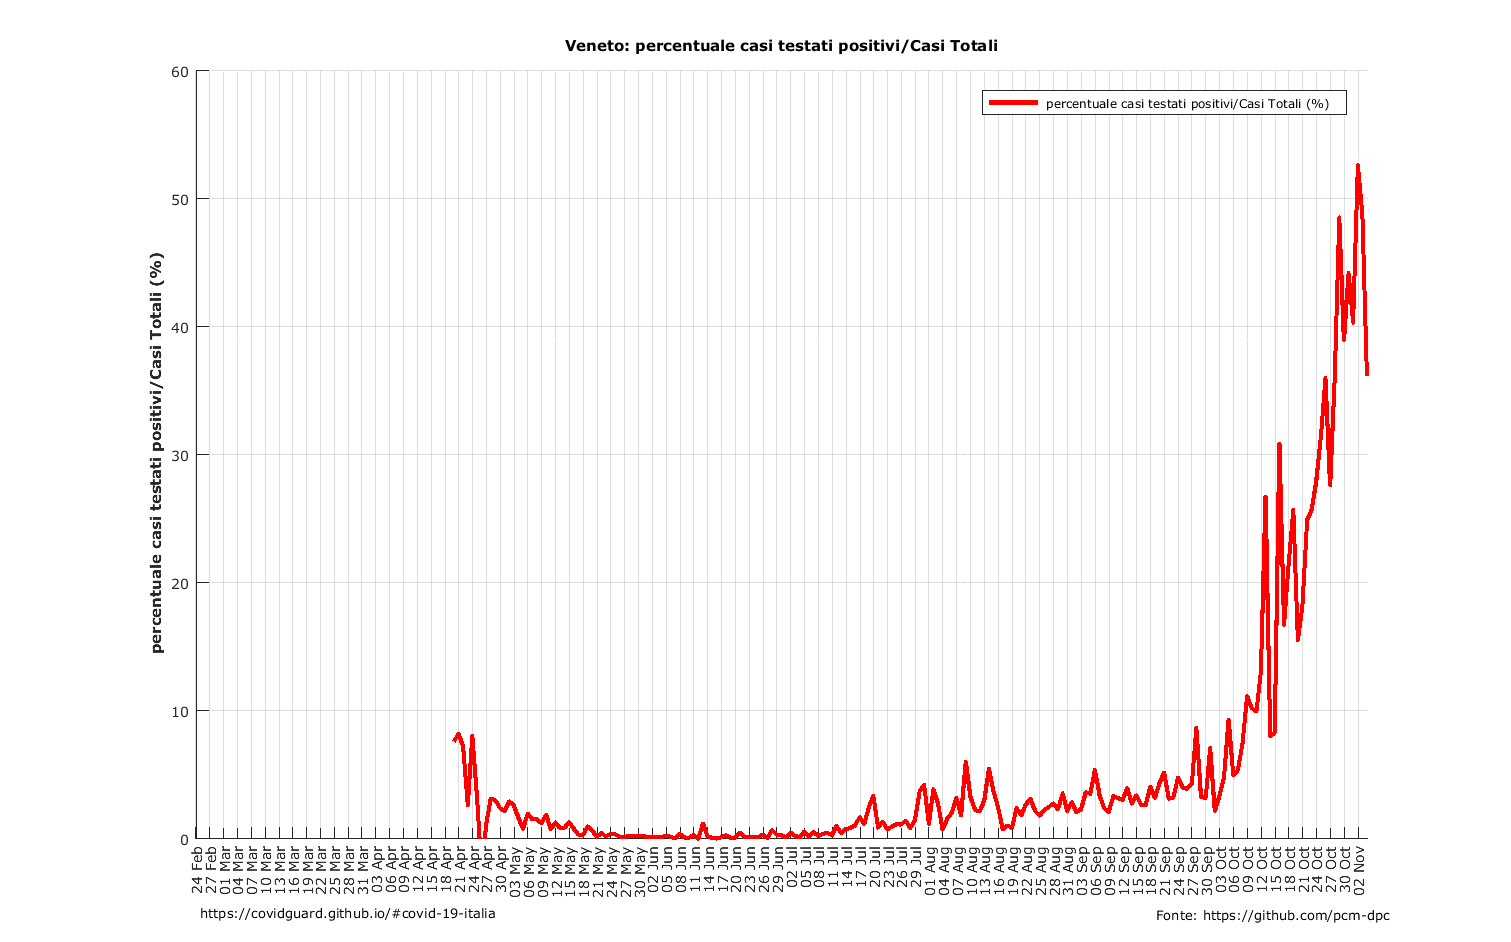 Veneto: percentuale casi testati positivi/Casi Totali
percentuale casi testati positivi/Casi Totali (%)
percentuale casi testati positivi/Casi Totali (%)
60
50
40
30
20
10
0
24 Feb
27 Feb
01 Mar
04 Mar
07 Mar
10 Mar
13 Mar
16 Mar
19 Mar
22 Mar
25 Mar
28 Mar
31 Mar
03 Apr
06 Apr
09 Apr
12 Apr
15 Apr
18 Apr
21 Apr
24 Apr
27 Apr
30 Apr
03 May
06 May
09 May
12 May
15 May
18 May
21 May
24 May
27 May
30 May
02 Jun
05 Jun
08 Jun
11 Jun
14 Jun
17 Jun
20 Jun
23 Jun
26 Jun
29 Jun
02 Jul
05 Jul
08 Jul
11 Jul
14 Jul
17 Jul
20 Jul
23 Jul
26 Jul
29 Jul
01 Aug
04 Aug
07 Aug
10 Aug
13 Aug
16 Aug
19 Aug
22 Aug
25 Aug
28 Aug
31 Aug
03 Sep
06 Sep
09 Sep
12 Sep
15 Sep
18 Sep
21 Sep
24 Sep
27 Sep
30 Sep
03 Oct
06 Oct
09 Oct
12 Oct
15 Oct
18 Oct
21 Oct
24 Oct
27 Oct
30 Oct
02 Nov
https://covidguard.github.io/#covid-19-italia
Fonte: https://github.com/pcm-dpc